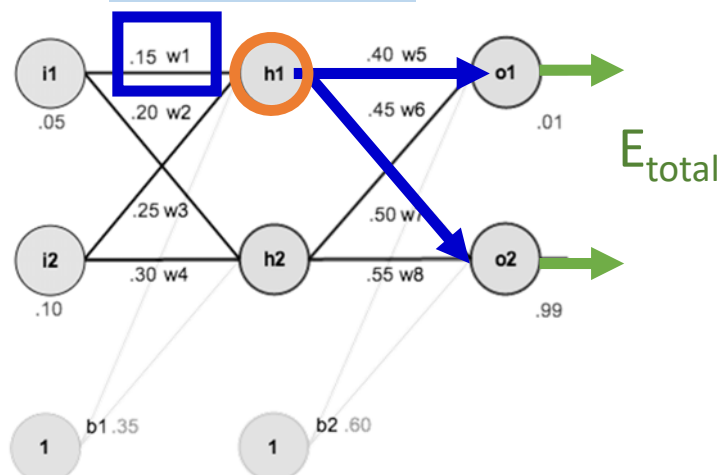 i1
.15 w1
h1
.40 w5
o1
.05
.20 w2
.45 w6
.01
E total
.25 w3
.50 w7
i2
.30 w4
h2
.55 w8
o2
.10
.99
1
b1 .35
1
b2 .60